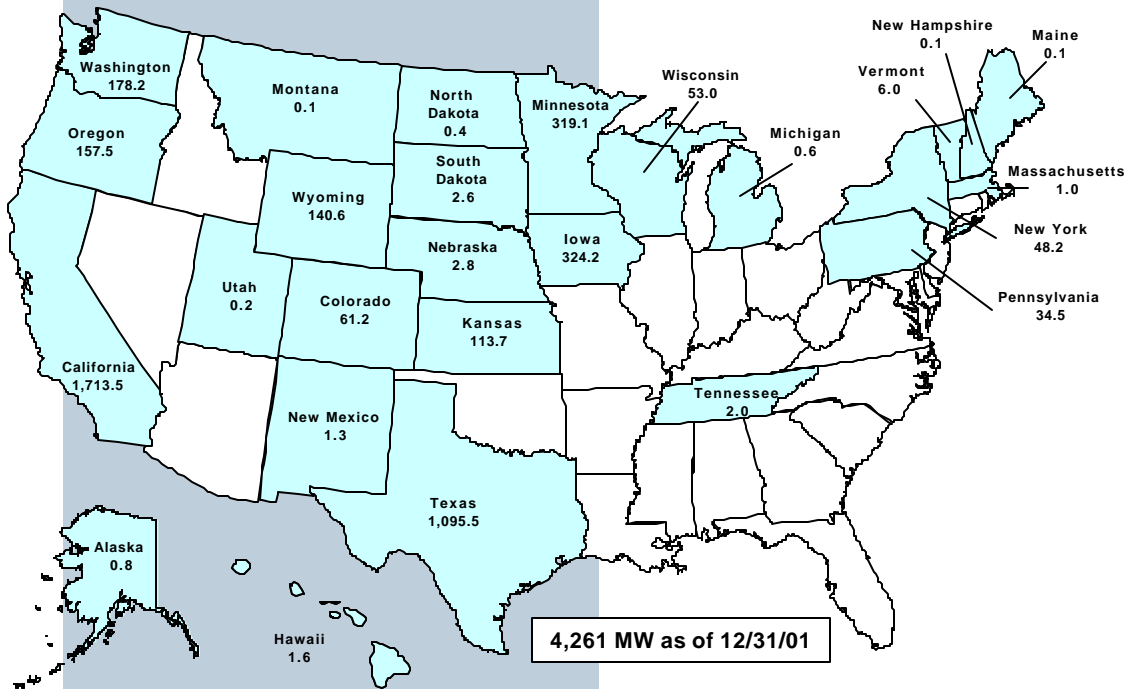 New Hampshire
0.1
Maine
0.1
Washington
178.2
Wisconsin
53.0
Vermont
6.0
Montana
0.1
North
Dakota
0.4
Minnesota
319.1
Oregon
157.5
Michigan
0.6
South
Dakota
2.6
Massachusetts
1.0
Wyoming
140.6
New York
48.2
Nebraska
2.8
Iowa
324.2
Utah
0.2
Colorado
61.2
Pennsylvania
34.5
Kansas
113.7
California
1,713.5
Tennessee
2.0
New Mexico
1.3
Texas
1,095.5
Alaska
0.8
Hawaii
1.6
4,261 MW as of 12/31/01